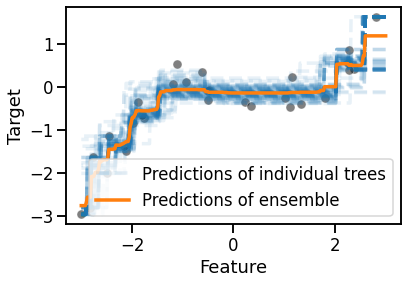 1
0
−1
−2
−3
Target
Predictions of individual trees
Predictions of ensemble
−2
0
2
Feature